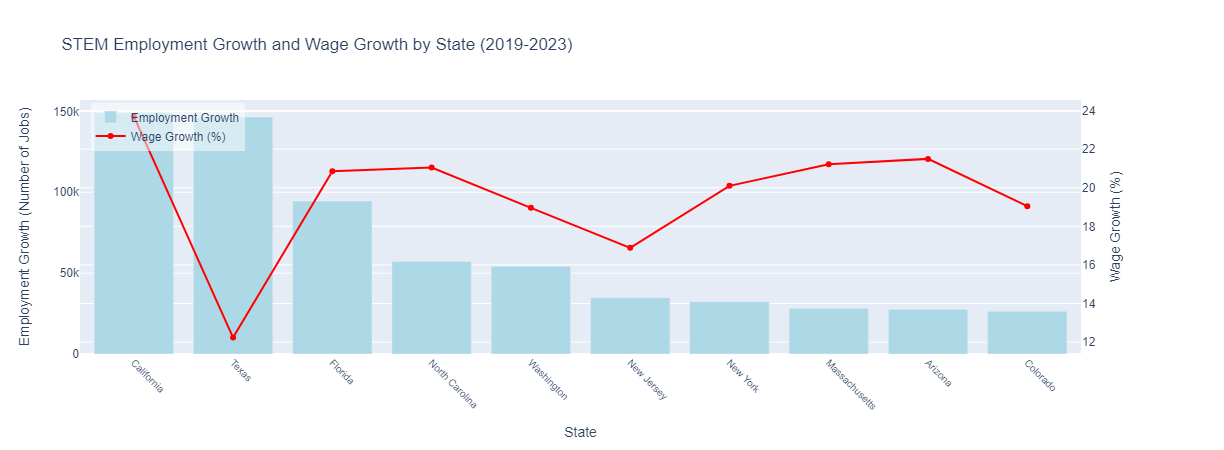 STEM Employment Growth and Wage Growth by State (2019-2023)
Employment Growth
Wage Growth (%)
Employment Growth (Number of Jobs)
150k
100k
50k
0
24
22
20
18
16
14
12
Wage Growth (%)
California
Texas
Florida
North Carolina
Washington
New Jersey
New York
Massachusetts
Arizona
Colorado
State